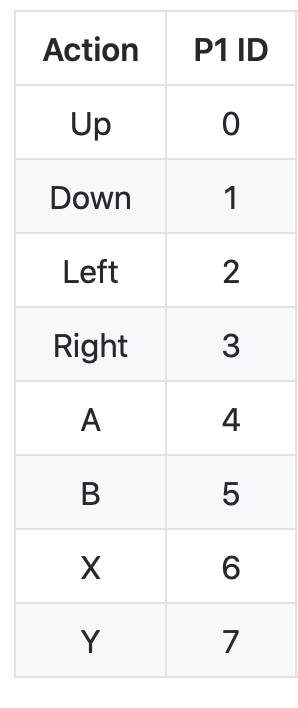 Action P1 ID
Up 0
Down 1
Left 2
Right 3
A 4
B 5
X 6
Y 7